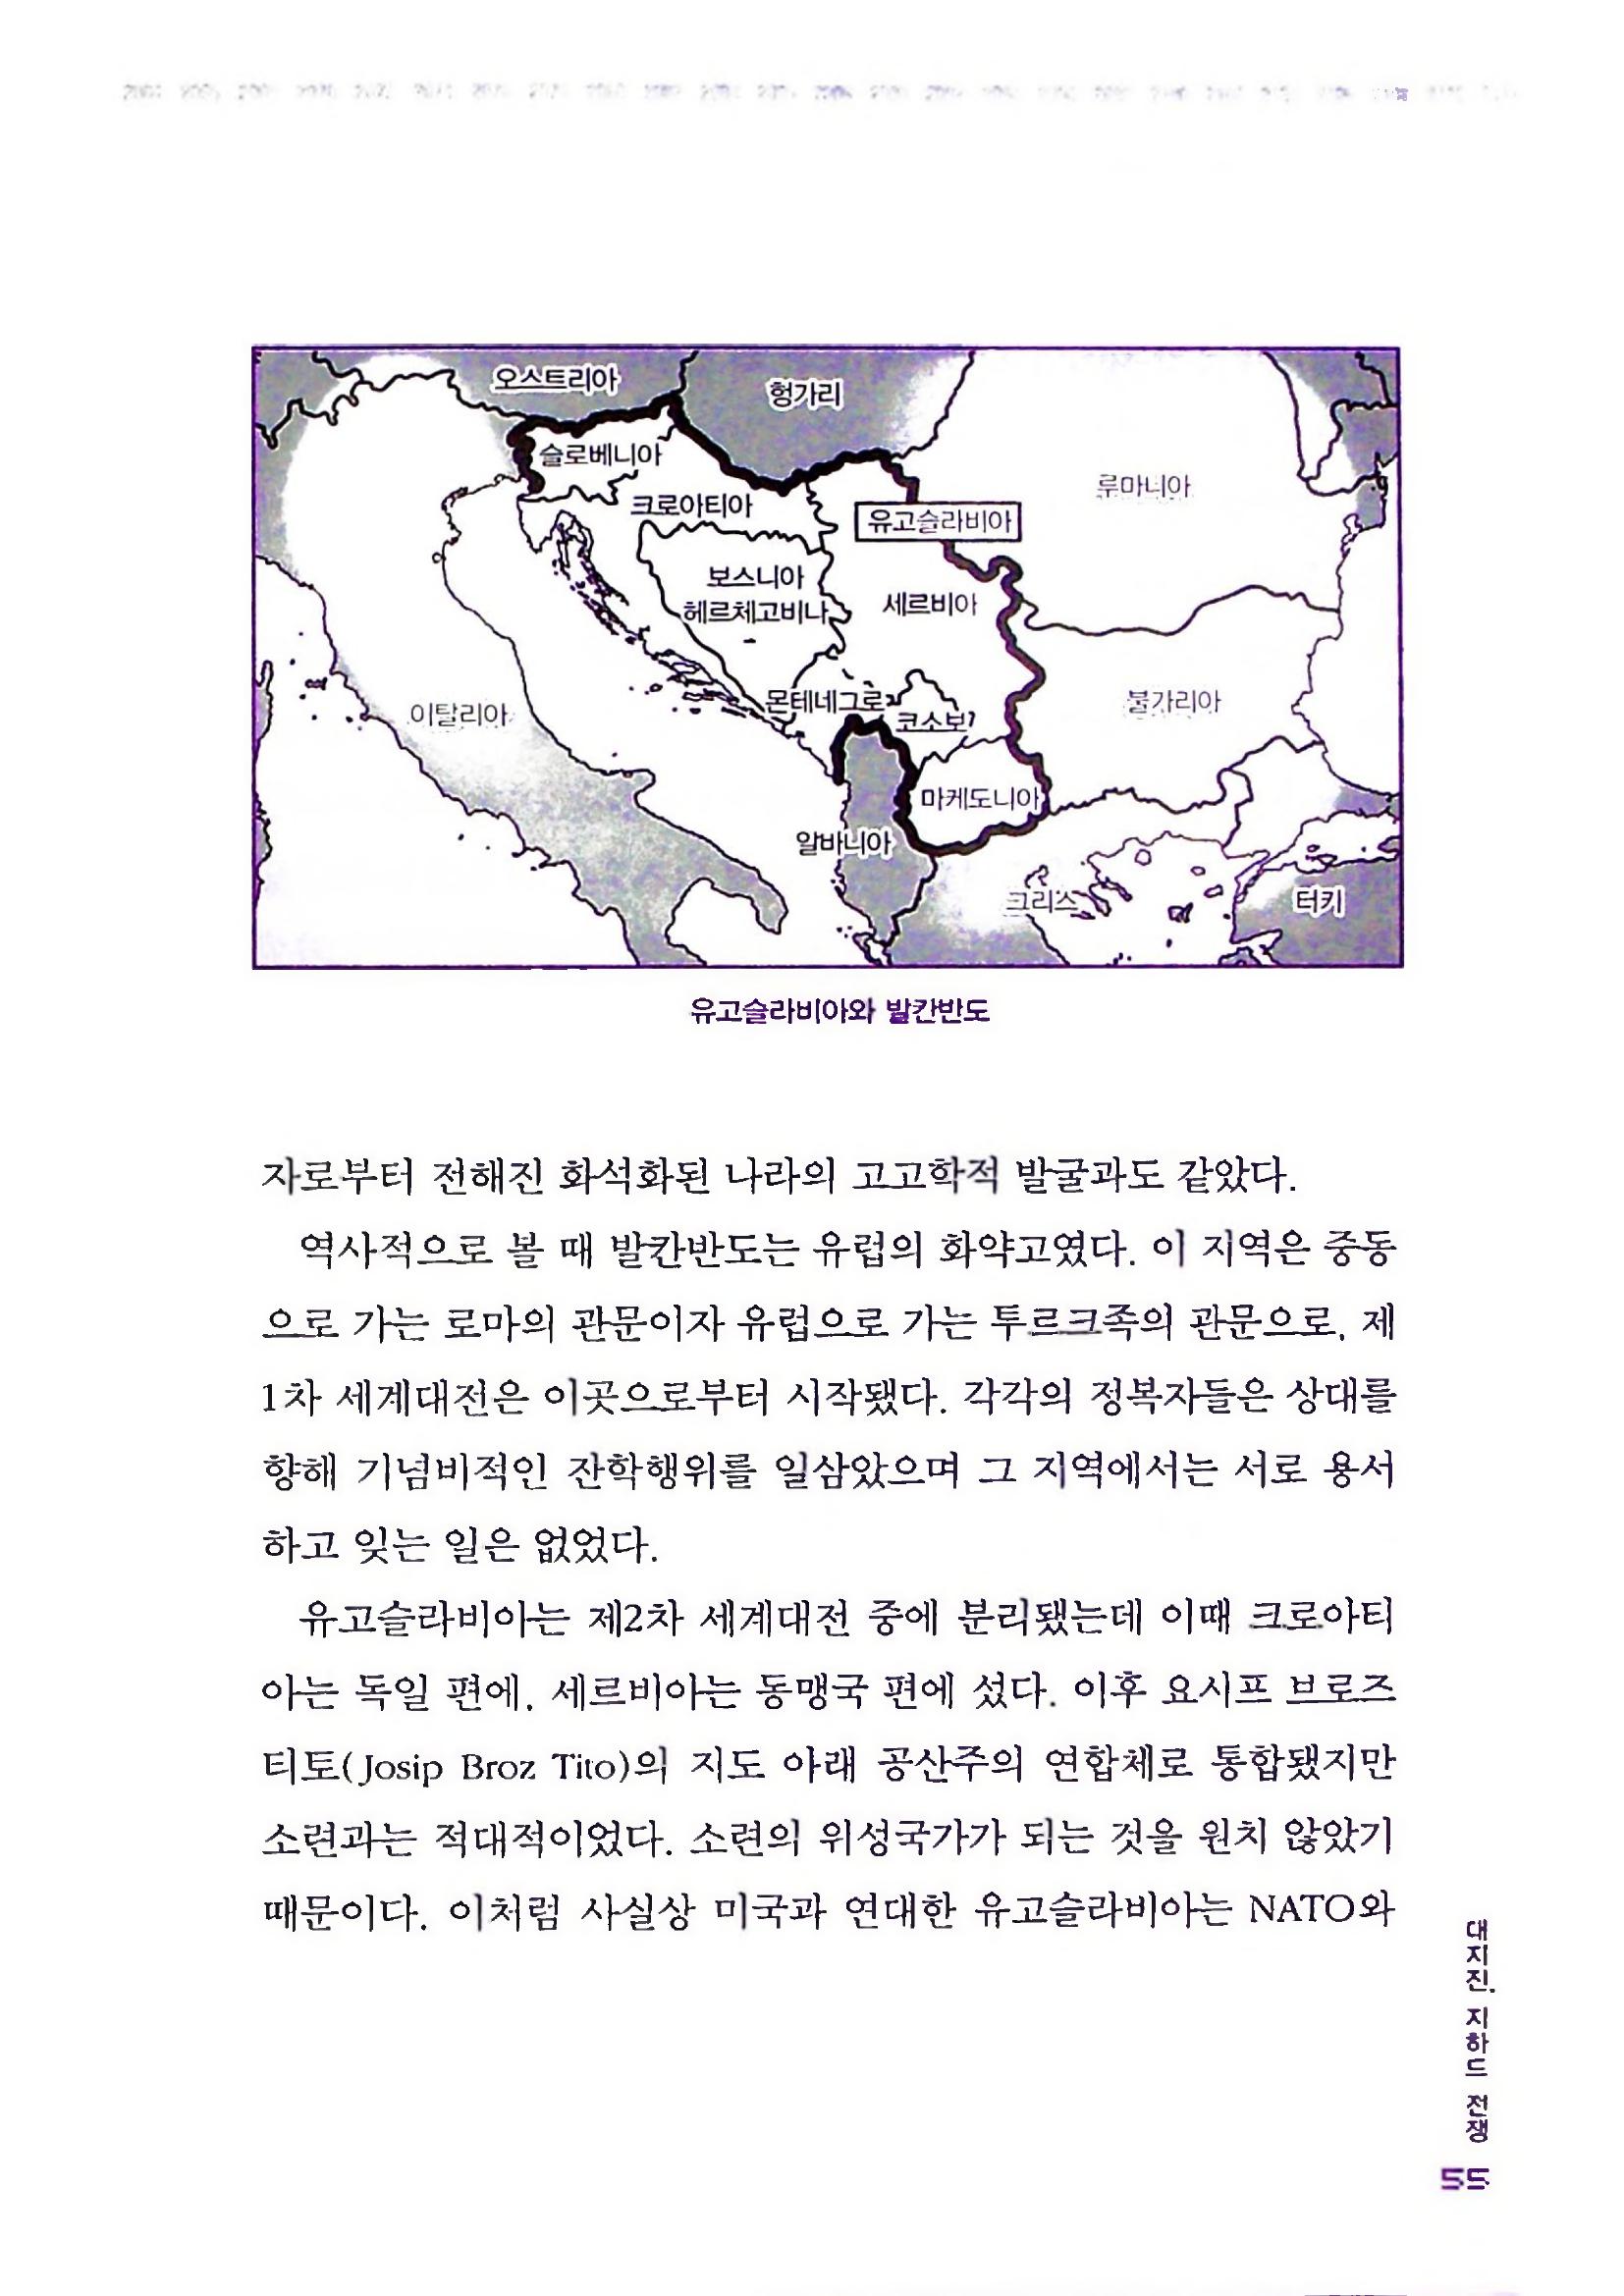 오스트리아
헝가리
슬로베니아
크로아티아
루마니아
유고슬라비아
보스니아
헤르체고비나
세르비아
이탈리아
몬테네그로
코소보
불가리아
마케도니아
알바니아
그리스
터키
유고슬라비아와 발칸반도
자로부터 전해진 화석화된 나라의 고고학적 발굴과도 같았다.
역사적으로 볼 때 발칸반도는 유럽의 화약고였다. 이 지역은 중동
으로 가는 로마의 관문이자 유럽으로 가는 투르크족의 관문으로, 제
1차 세계대전은 이곳으로부터 시작됐다. 각각의 정복자들은 상대를
향해 기념비적인 잔학행위를 일삼았으며 그 지역에서는 서로 용서
하고 잊는 일은 없었다.
유고슬라비아는 제2차 세계대전 중에 분리됐는데 이때 크로아티
아는 독일 편에, 세르비아는 동맹국 편에 섰다. 이후 요시프 브로즈
티토(Josip Broz Tito)의 지도 아래 공산주의 연합체로 통합됐지만
소련과는 적대적이었다. 소련의 위성국가가 되는 것을 원치 않았기
때문이다. 이처럼 사실상 미국과 연대한 유고슬라비아는 NATO와
대지진, 지하드 전쟁
55